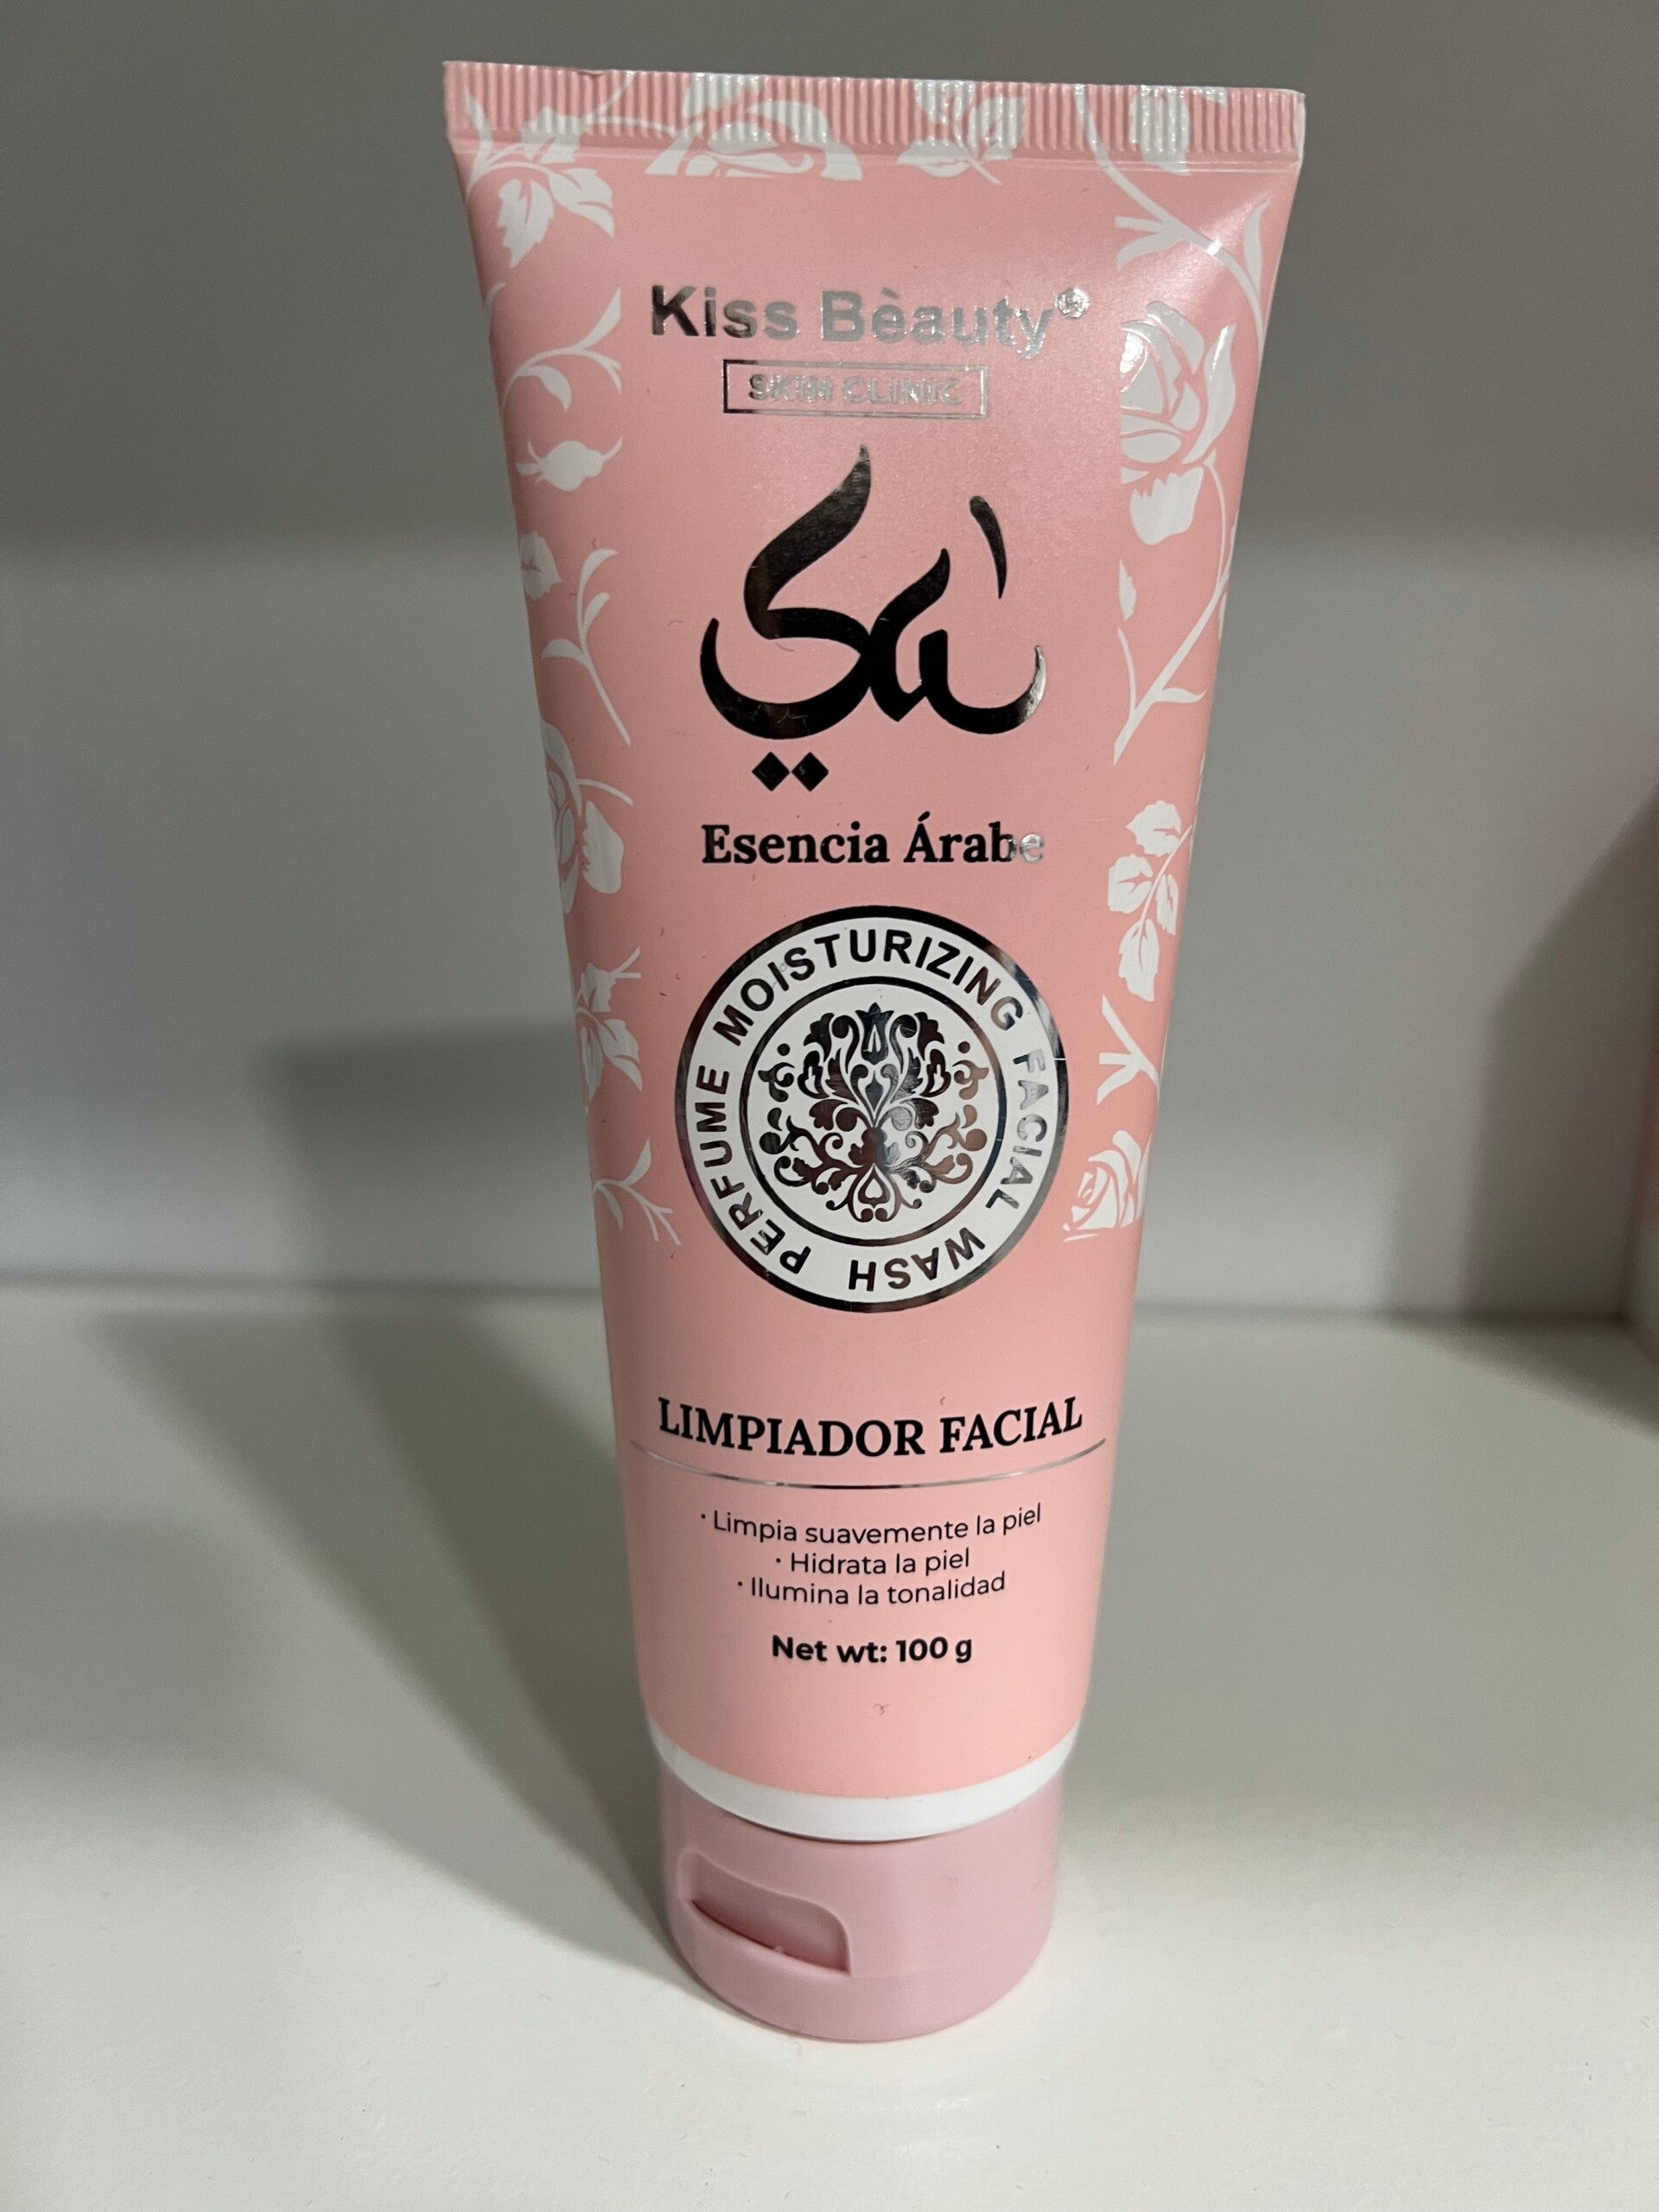 Kiss Bèauty®
SKIN CLINIC
Esencia Árabe
PERFUME MOISTURIZING FACIAL WASH
LIMPIADOR FACIAL
· Limpia suavemente la piel
· Hidrata la piel
· Ilumina la tonalidad
Net wt: 100 g